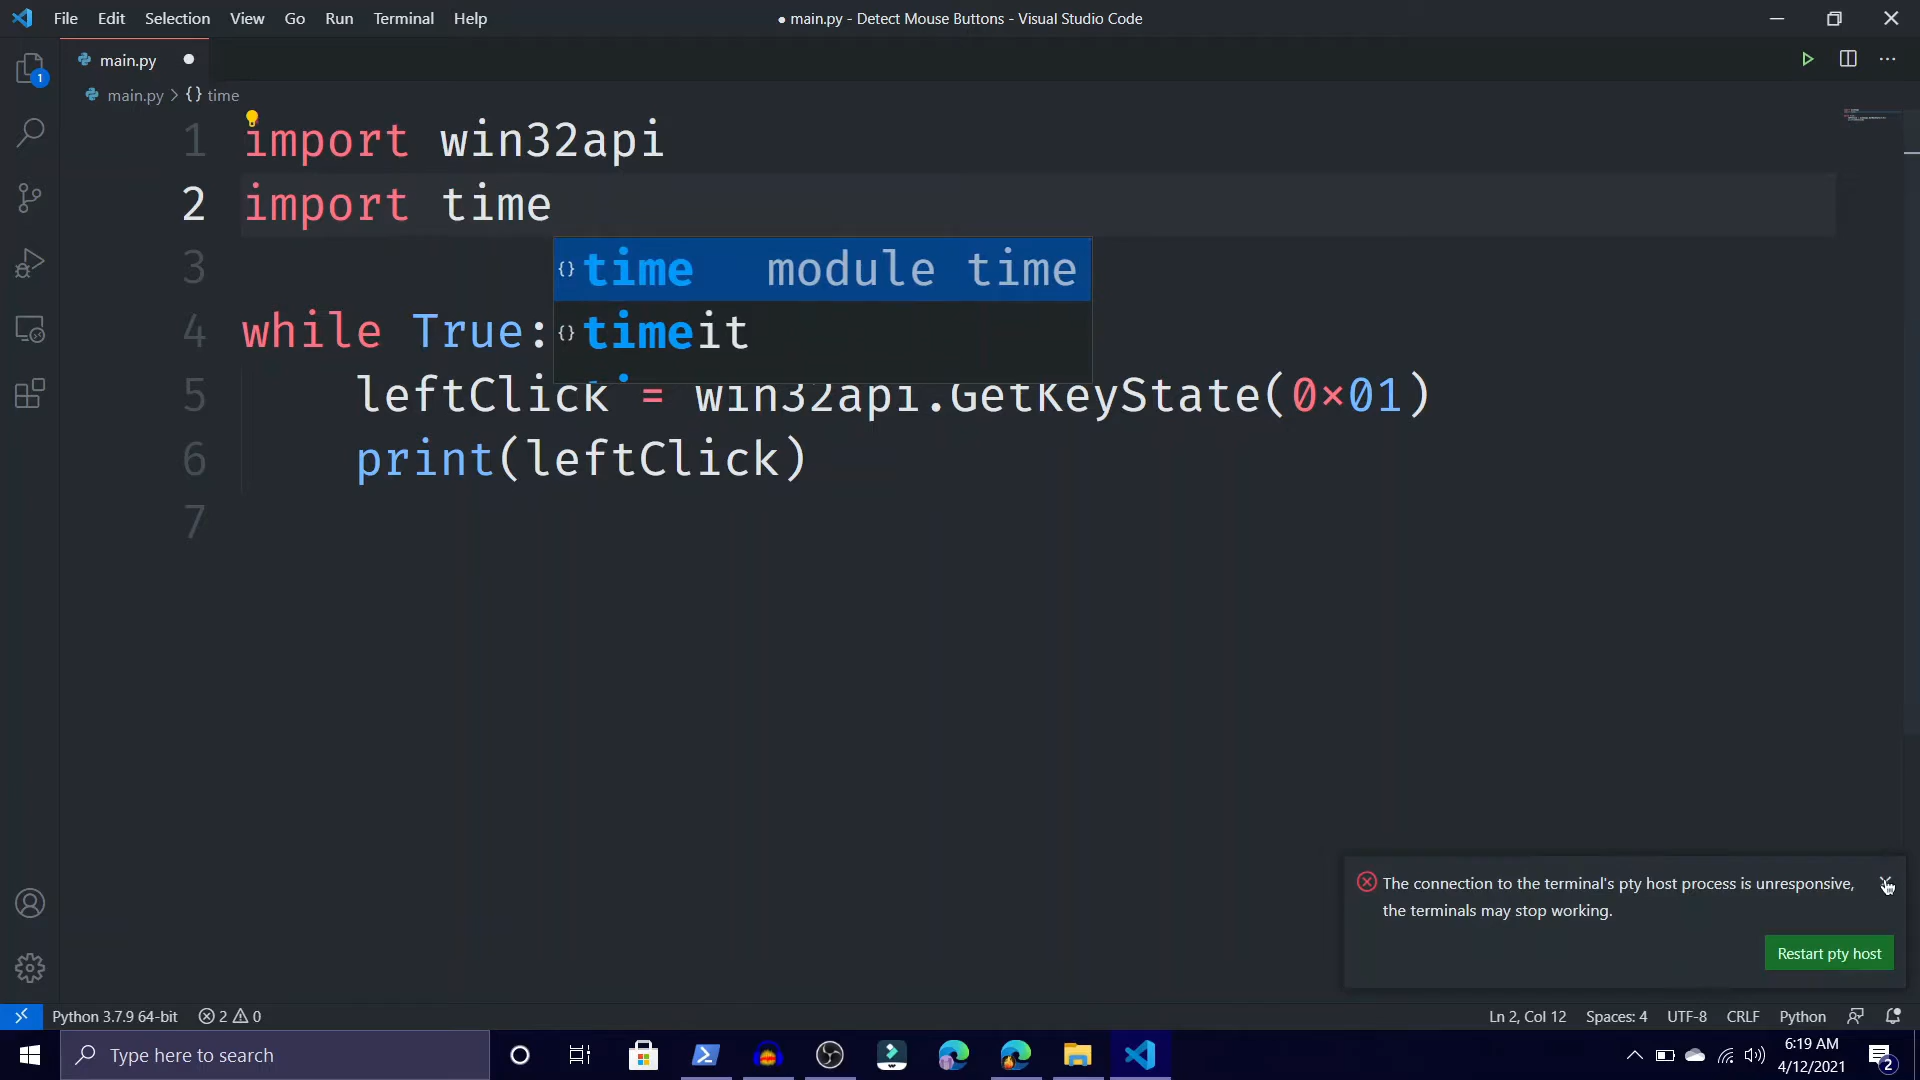 File Edit Selection View Go Run Terminal Help
● main.py - Detect Mouse Buttons - Visual Studio Code
1
main.py
main.py > {} time
1 import win32api
2 import time
3
{} time module time
4 while True:
{} timeit
5 leftClick = win32api.GetKeyState(0×01)
6 print(leftClick)
7
The connection to the terminal's pty host process is unresponsive,
the terminals may stop working.
Restart pty host
Python 3.7.9 64-bit 2 0
Ln 2, Col 12 Spaces: 4 UTF-8 CRLF Python
Type here to search
6:19 AM
4/12/2021
2